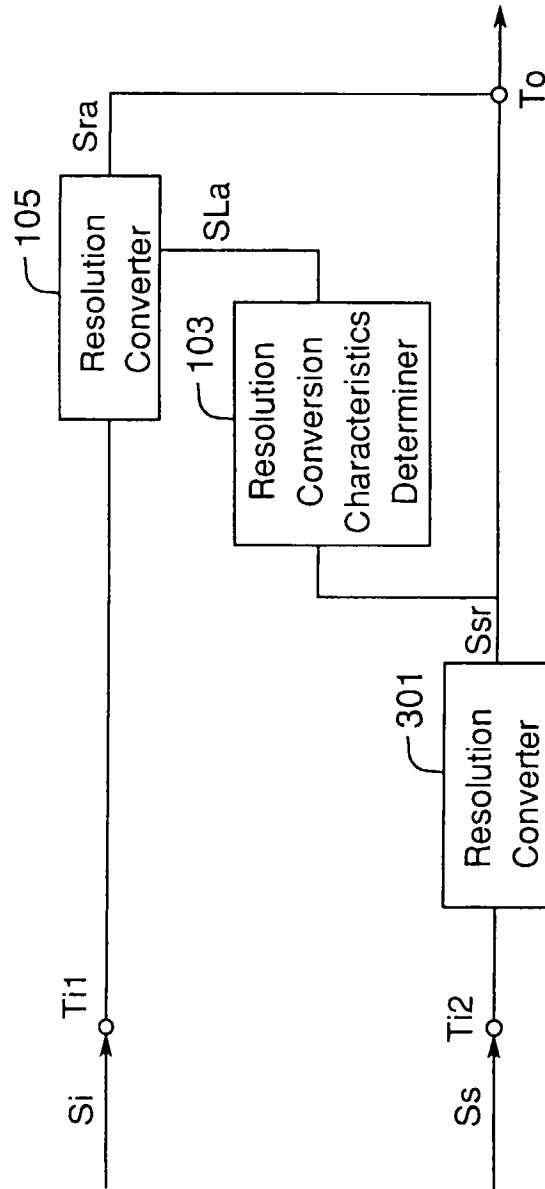 Si
Ti1
Resolution
Converter
105
Sra
SLa
Resolution
Conversion
Characteristics
Determiner
103
Ss
Ti2
Resolution
Converter
301
Ssr
To